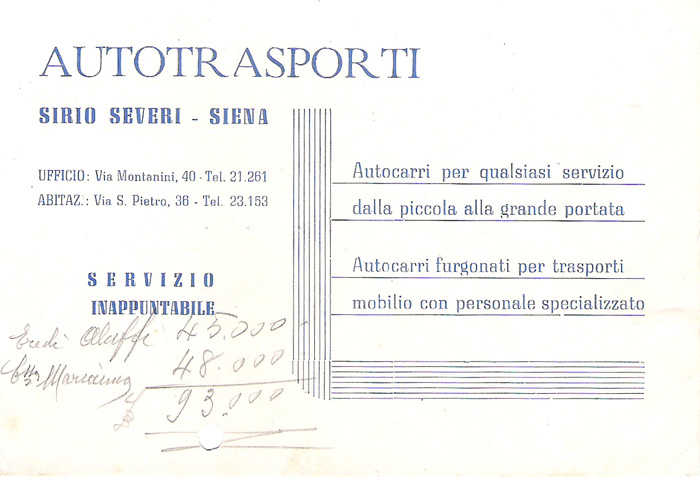 AUTOTRASPORTI
SIRIO SEVERI - SIENA
UFFICIO: Via Montanini, 40 - Tel. 21.261
ABITAZ.: Via S. Pietro, 36 - Tel. 23.153
SERVIZIO
INAPPUNTABILE
Autocarri per qualsiasi servizio
dalla piccola alla grande portata
Autocarri furgonati per trasporti
mobilio con personale specializzato
Eredi 45.000
48.000
93.000